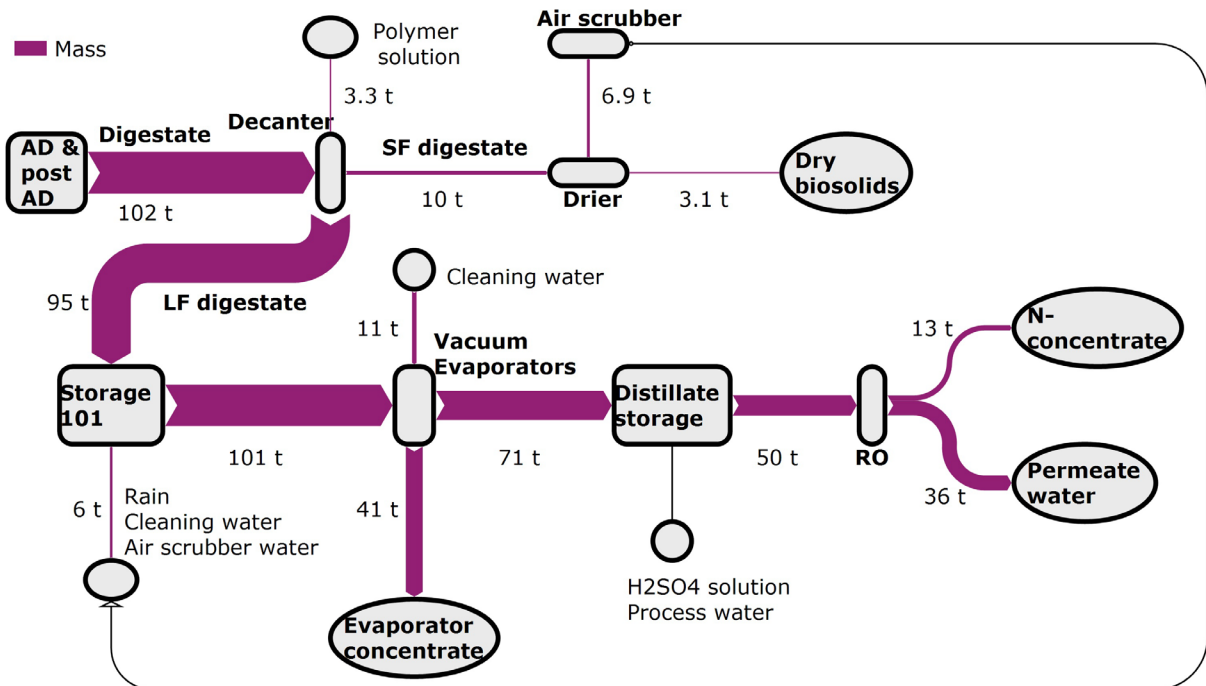 Mass
Polymer
solution
3.3 t
Air scrubber
6.9 t
Digestate
Decanter
SF digestate
AD &
post
AD
102 t
10 t
Drier
3.1 t
Dry
biosolids
95 t
LF digestate
Cleaning water
11 t
Vacuum
Evaporators
Storage
101
101 t
71 t
Distillate
storage
50 t
RO
13 t
N-
concentrate
36 t
Permeate
water
6 t
Rain
Cleaning water
Air scrubber water
41 t
Evaporator
concentrate
H2SO4 solution
Process water